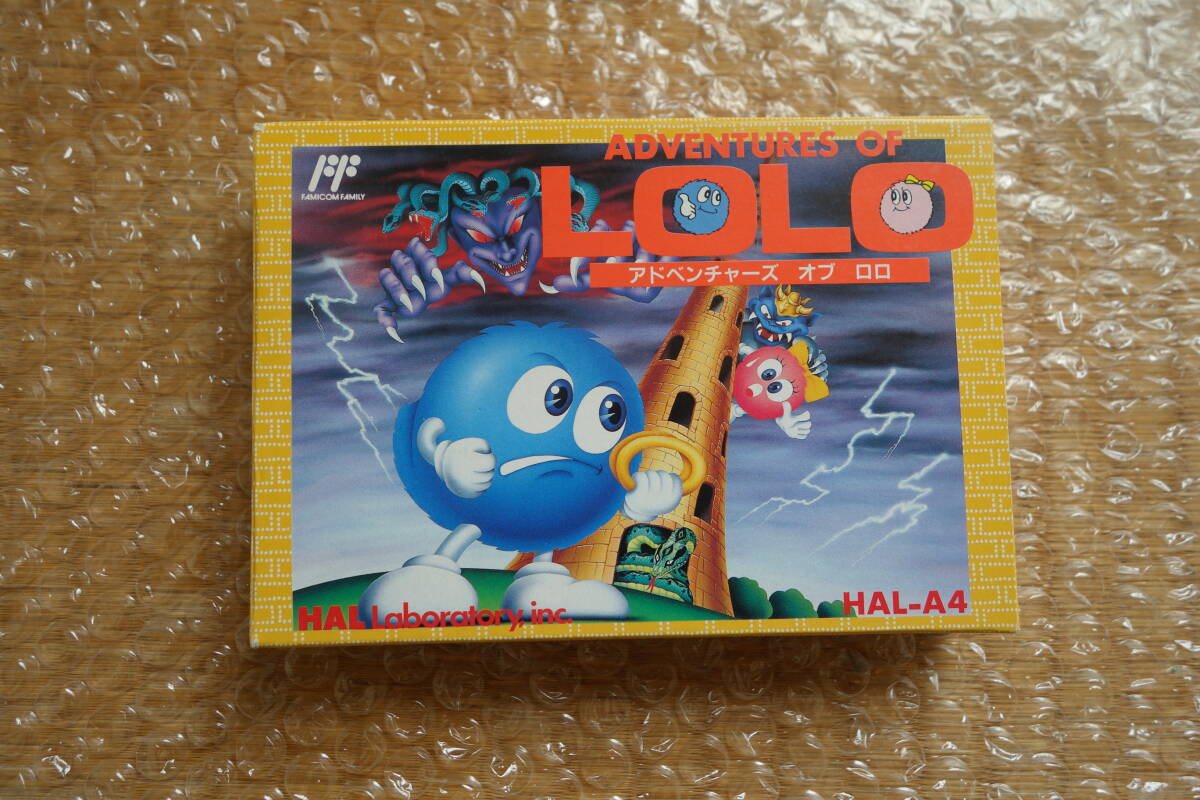 ADVENTURES OF
LOLO
アドベンチャーズ オブ ロロ
FAMICOM FAMILY
HAL Laboratory, inc.
HAL-A4